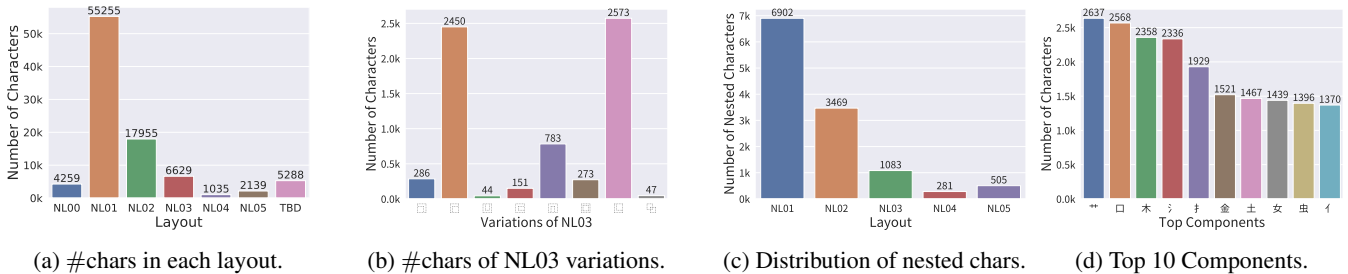 Number of Characters
50k
40k
30k
20k
10k
0k
4259
55255
17955
6629
1035
2139
5288
NL00 NL01 NL02 NL03 NL04 NL05 TBD
Layout
(a) #chars in each layout.
Number of Characters
2.5k
2.0k
1.5k
1.0k
0.5k
0.0k
286
2450
44
151
783
273
2573
47
Variations of NL03
(b) #chars of NL03 variations.
Number of Nested Characters
7k
6k
5k
4k
3k
2k
1k
0k
6902
3469
1083
281
505
NL01 NL02 NL03 NL04 NL05
Layout
(c) Distribution of nested chars.
Number of Characters
2.5k
2.0k
1.5k
1.0k
0.5k
0.0k
2637
2568
2358
2336
1929
1521
1467
1439
1396
1370
艹 口 木 氵 扌 金 土 女 虫 亻
Top Components
(d) Top 10 Components.